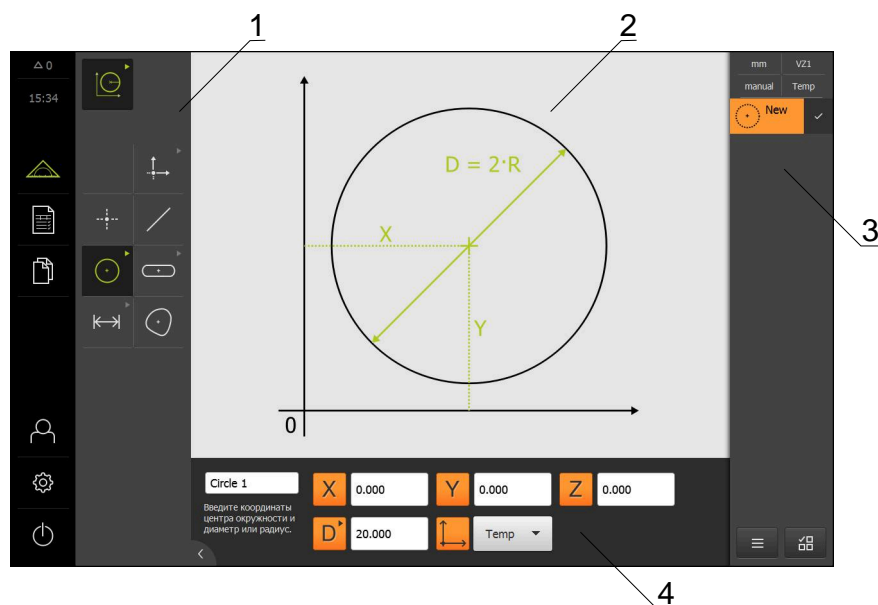 1
2
△ 0
15:34
D = 2·R
X
Y
0
mm VZ1
manual Temp
New
3
Circle 1
X 0.000 Y 0.000 Z 0.000
Введите координаты
центра окружности и
диаметр или радиус.
D 20.000 Temp
4